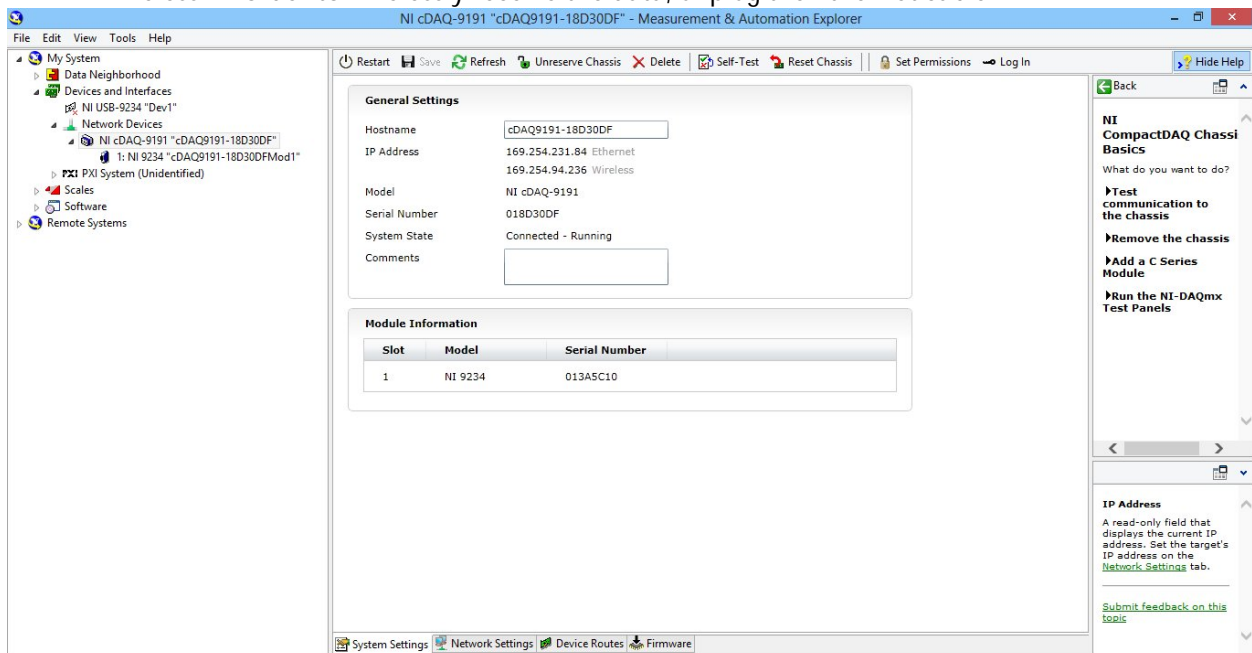 NI cDAQ-9191 "cDAQ9191-18D30DF" - Measurement & Automation Explorer
File Edit View Tools Help
My System
Data Neighborhood
Devices and Interfaces
NI USB-9234 "Dev1"
Network Devices
NI cDAQ-9191 "cDAQ9191-18D30DF"
1: NI 9234 "cDAQ9191-18D30DFMod1"
PXI PXI System (Unidentified)
Scales
Software
Remote Systems
Restart Save Refresh Unreserve Chassis Delete Self-Test Reset Chassis Set Permissions Log In Hide Help
General Settings
Hostname cDAQ9191-18D30DF
IP Address 169.254.231.84 Ethernet
169.254.94.236 Wireless
Model NI cDAQ-9191
Serial Number 018D30DF
System State Connected - Running
Comments
Module Information
Slot Model Serial Number
1 NI 9234 013A5C10
System Settings Network Settings Device Routes Firmware
Back
NI
CompactDAQ Chassi
Basics
What do you want to do?
Test
communication to
the chassis
Remove the chassis
Add a C Series
Module
Run the NI-DAQmx
Test Panels
IP Address
A read-only field that
displays the current IP
address. Set the target's
IP address on the
Network Settings tab.
Submit feedback on this
topic